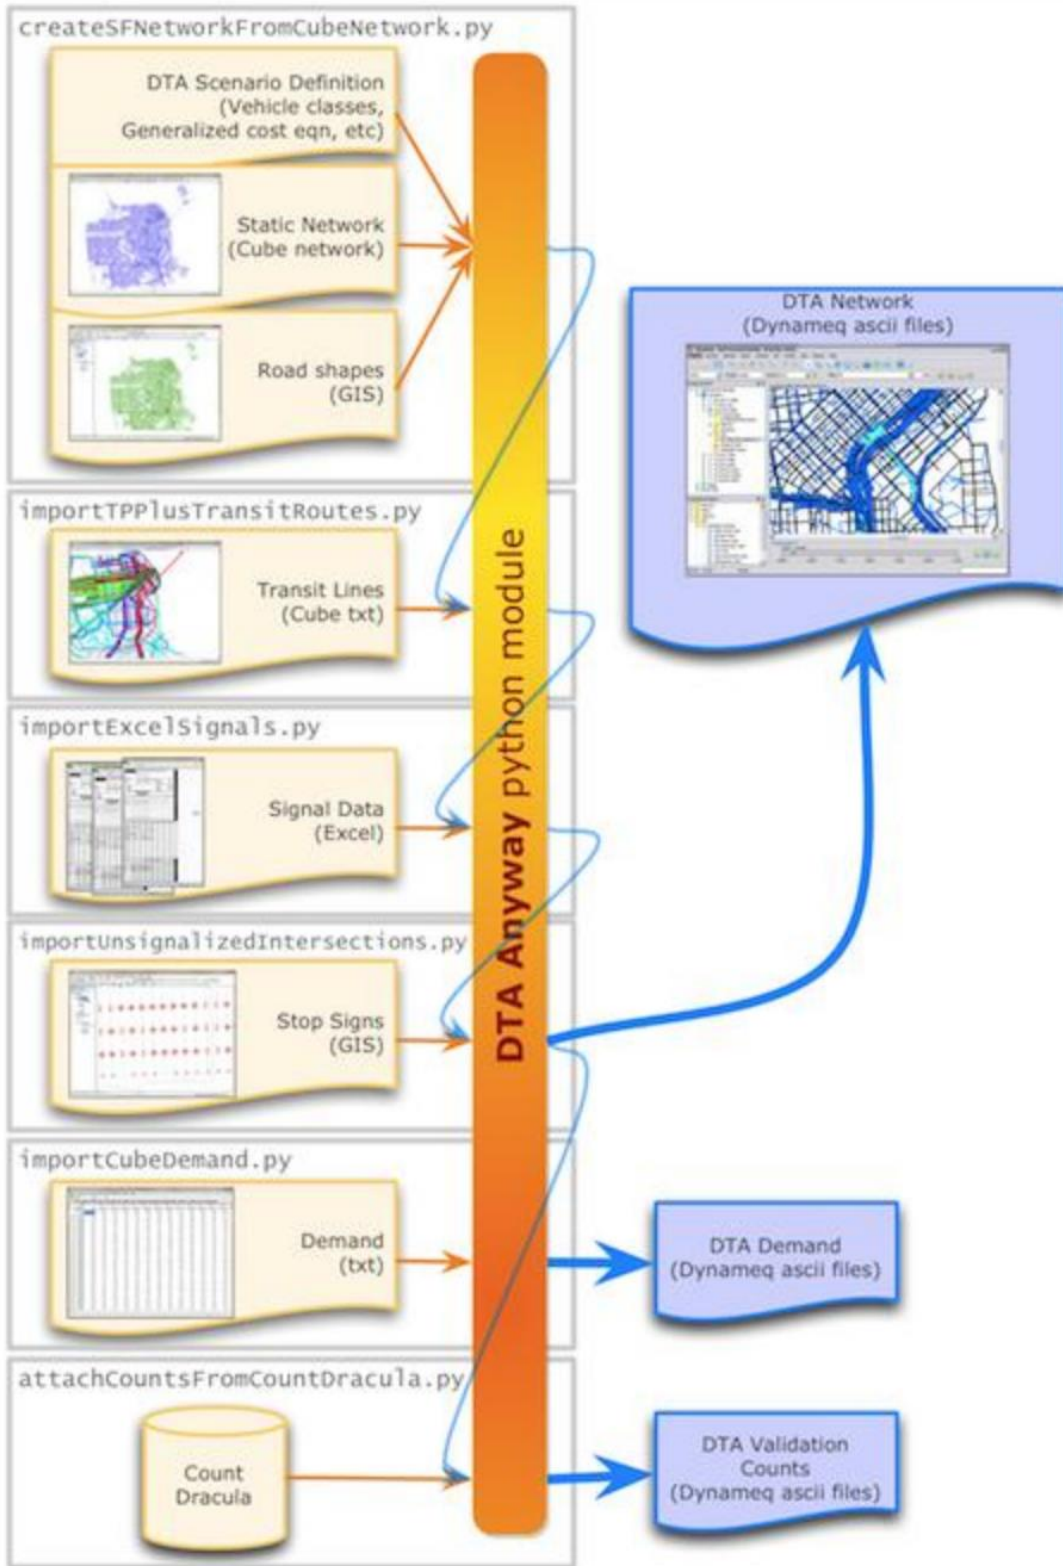 createSFNetworkFromCubeNetwork.py
DTA Scenario Definition
(Vehicle classes,
Generalized cost eqn, etc)
Static Network
(Cube network)
Road shapes
(GIS)
importTPPlusTransitRoutes.py
Transit Lines
(Cube txt)
importExcelSignals.py
Signal Data
(Excel)
importUnsignalizedIntersections.py
Stop Signs
(GIS)
importCubeDemand.py
Demand
(txt)
attachCountsFromCountDracula.py
Count
Dracula
DTA Anyway python module
DTA Network
(Dynameq ascii files)
DTA Demand
(Dynameq ascii files)
DTA Validation
Counts
(Dynameq ascii files)